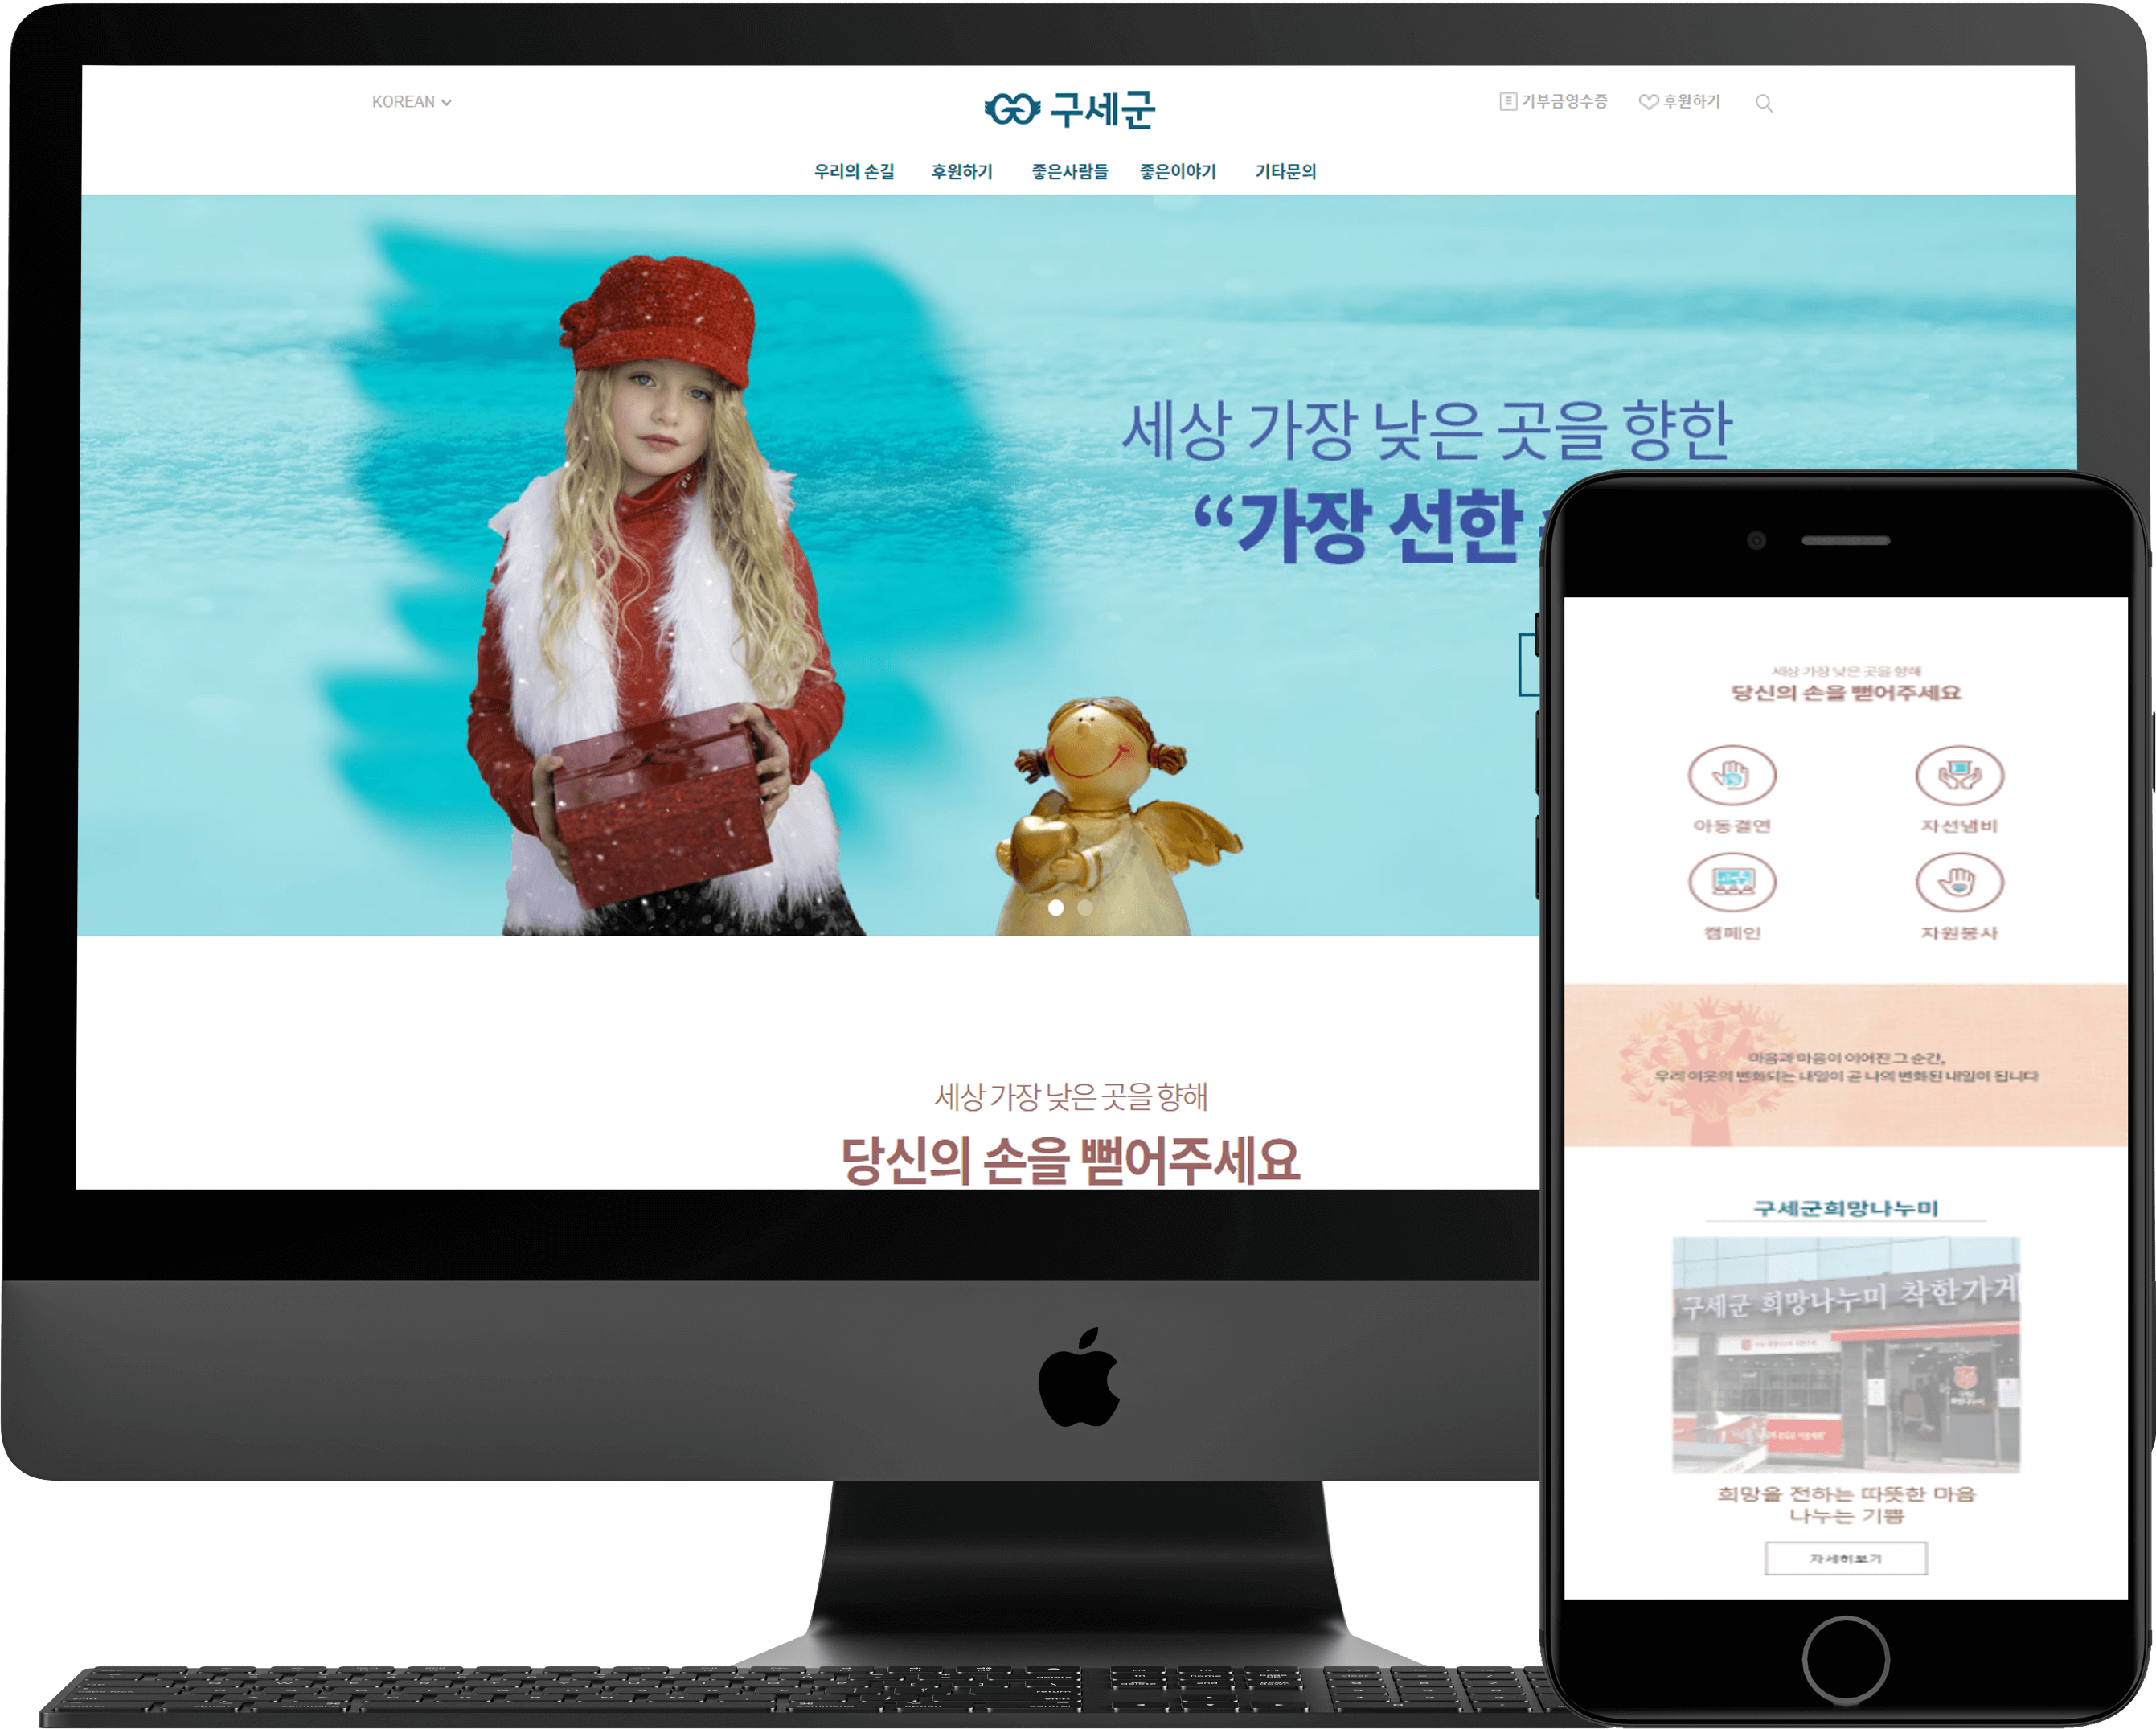 KOREAN
구세군
기부금영수증 후원하기
우리의 손길 후원하기 좋은사람들 좋은이야기 기타문의
세상 가장 낮은 곳을 향한
“가장 선한
세상 가장 낮은 곳을 향해
당신의 손을 뻗어주세요
세상 가장 낮은 곳을 향해
당신의 손을 뻗어주세요
아동결연 자선냄비
캠페인 자원봉사
마음과 마음이 이어진 그 순간,
우리 이웃의 변화되는 내일이 곧 나의 변화된 내일이 됩니다
구세군희망나누미
구세군 희망나누미 착한가게
희망을 전하는 따뜻한 마음
나누는 기쁨
자세히보기